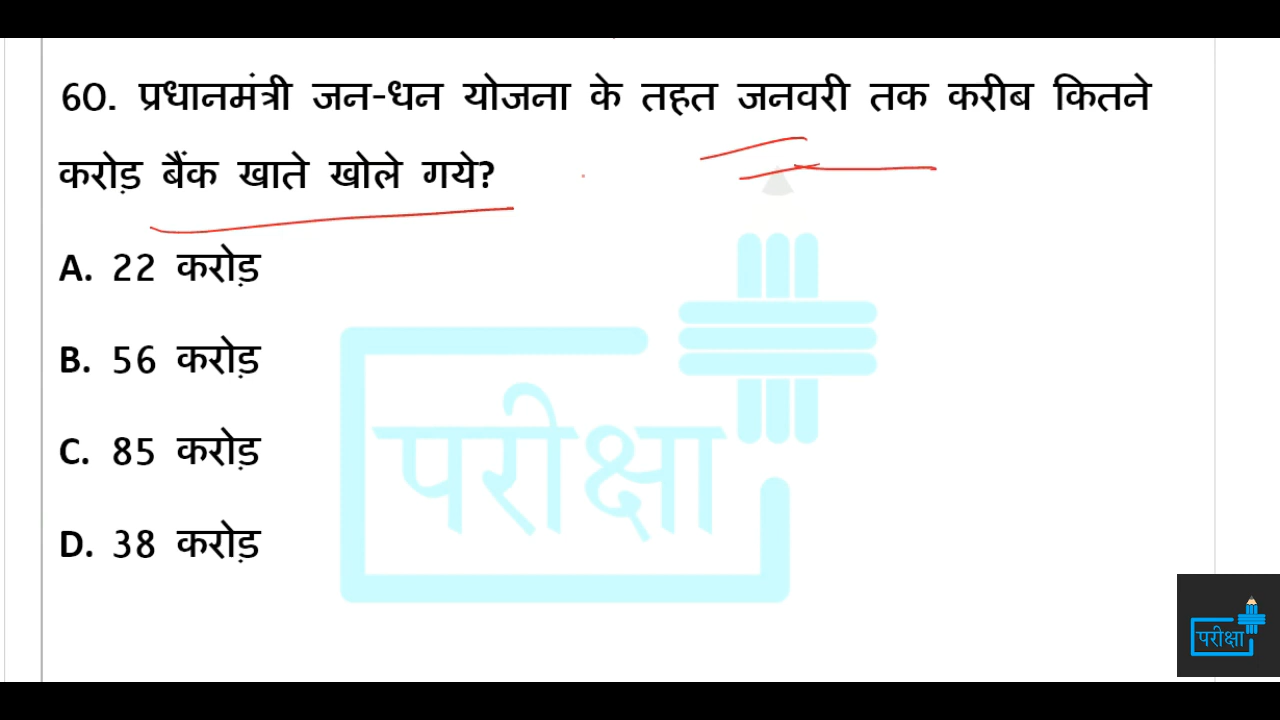 60. प्रधानमंत्री जन-धन योजना के तहत जनवरी तक करीब कितने
करोड़ बैंक खाते खोले गये?
A. 22 करोड़
B. 56 करोड़
C. 85 करोड़
D. 38 करोड़
परीक्षा
परीक्षा